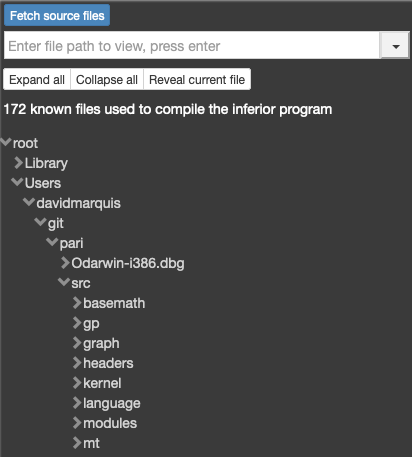 Fetch source files
Enter file path to view, press enter
Expand all Collapse all Reveal current file
172 known files used to compile the inferior program
root
Library
Users
davidmarquis
git
pari
Odarwin-i386.dbg
src
basemath
gp
graph
headers
kernel
language
modules
mt